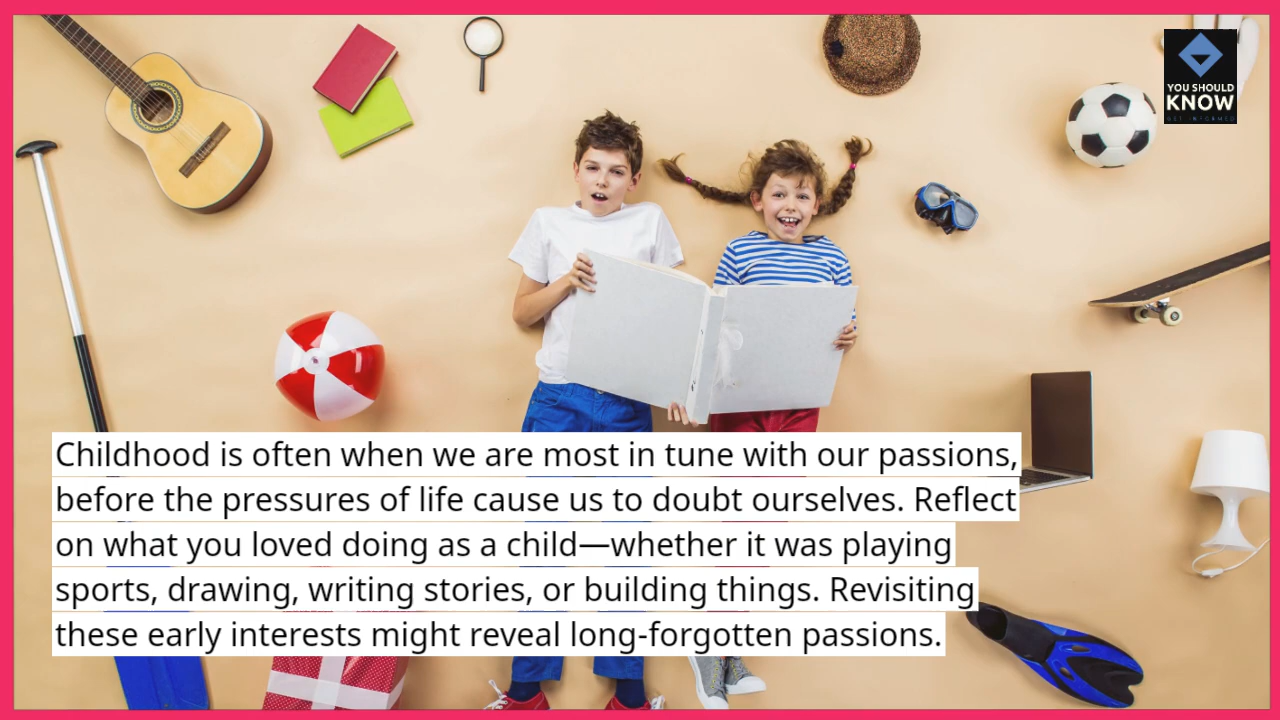 YOU SHOULD
KNOW
GET INFORMED
Childhood is often when we are most in tune with our passions,
before the pressures of life cause us to doubt ourselves. Reflect
on what you loved doing as a child—whether it was playing
sports, drawing, writing stories, or building things. Revisiting
these early interests might reveal long-forgotten passions.